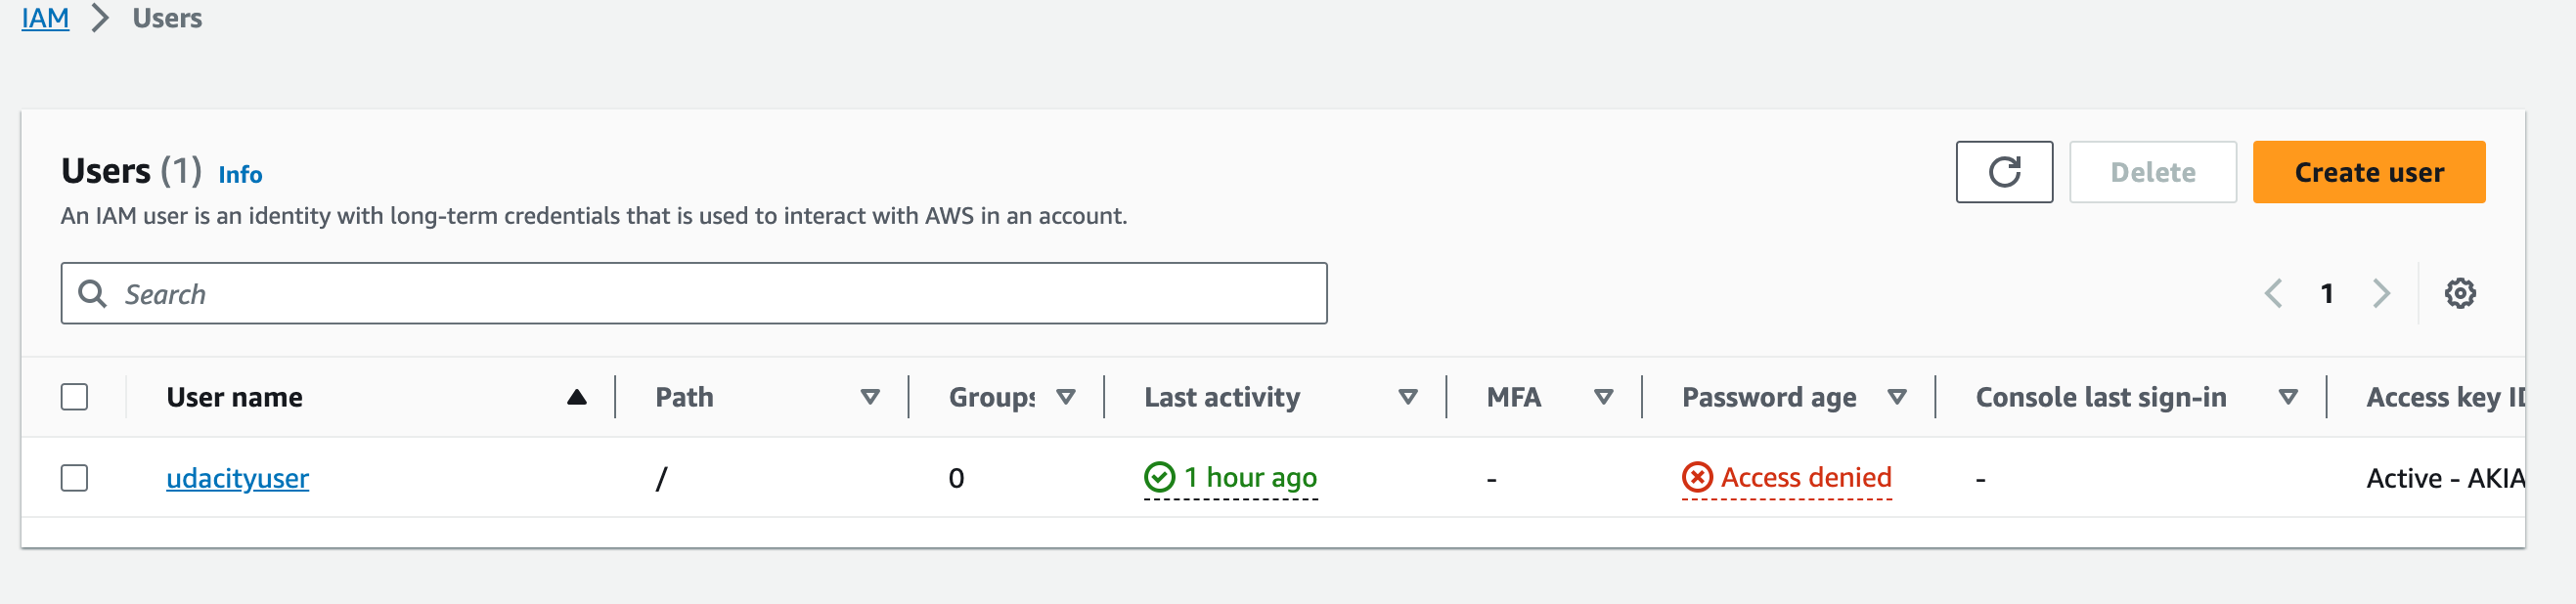 IAM > Users
Users (1) Info
Delete
Create user
An IAM user is an identity with long-term credentials that is used to interact with AWS in an account.
Search
1
User name Path Groups Last activity MFA Password age Console last sign-in Access key ID
udacityuser / 0 1 hour ago - Access denied - Active - AKIA